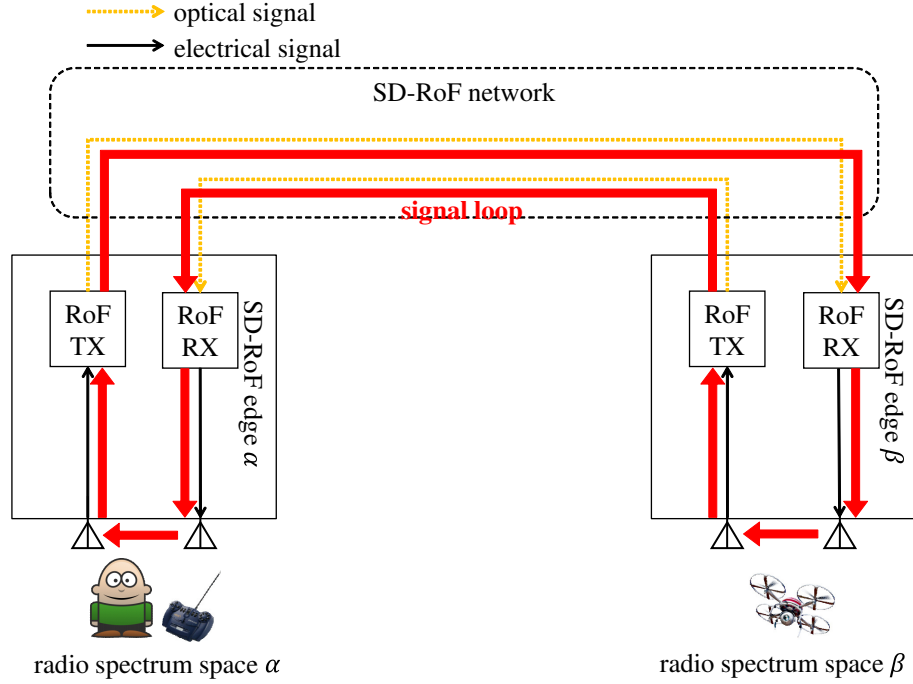 optical signal
electrical signal
SD-RoF network
signal loop
RoF
TX
RoF
RX
SD-RoF edge α
RoF
TX
RoF
RX
SD-RoF edge β
radio spectrum space α
radio spectrum space β